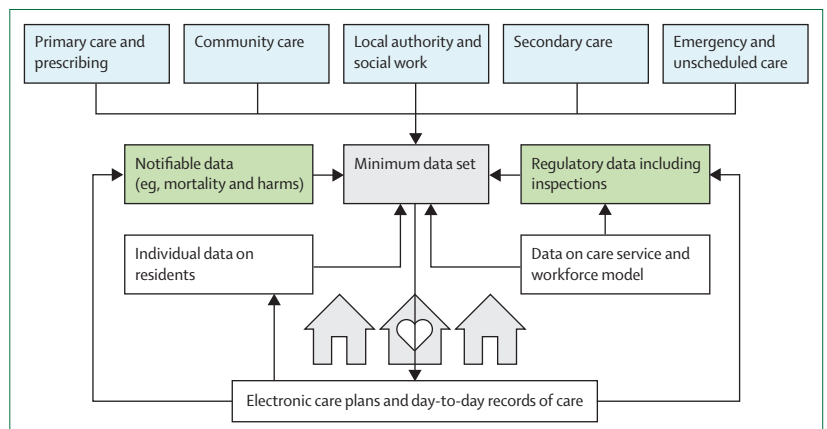 Primary care and
prescribing
Community care
Local authority and
social work
Secondary care
Emergency and
unscheduled care
Notifiable data
(eg, mortality and harms)
Minimum data set
Regulatory data including
inspections
Individual data on
residents
Data on care service and
workforce model
Electronic care plans and day-to-day records of care